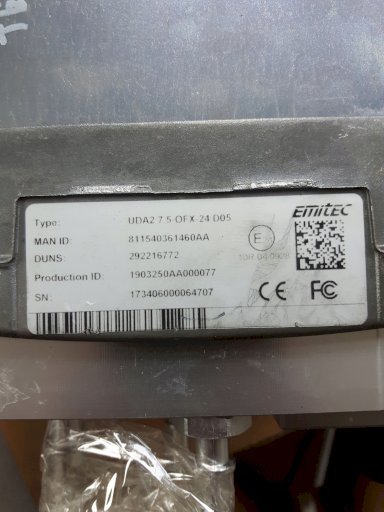 Type: UDA2 7.5-OFX-24 D05
EMITEC
MAN ID: 811540361460AA
DUNS: 292216772
E
Production ID: 1903250AA000077
SN: 173406000064707
CE FC